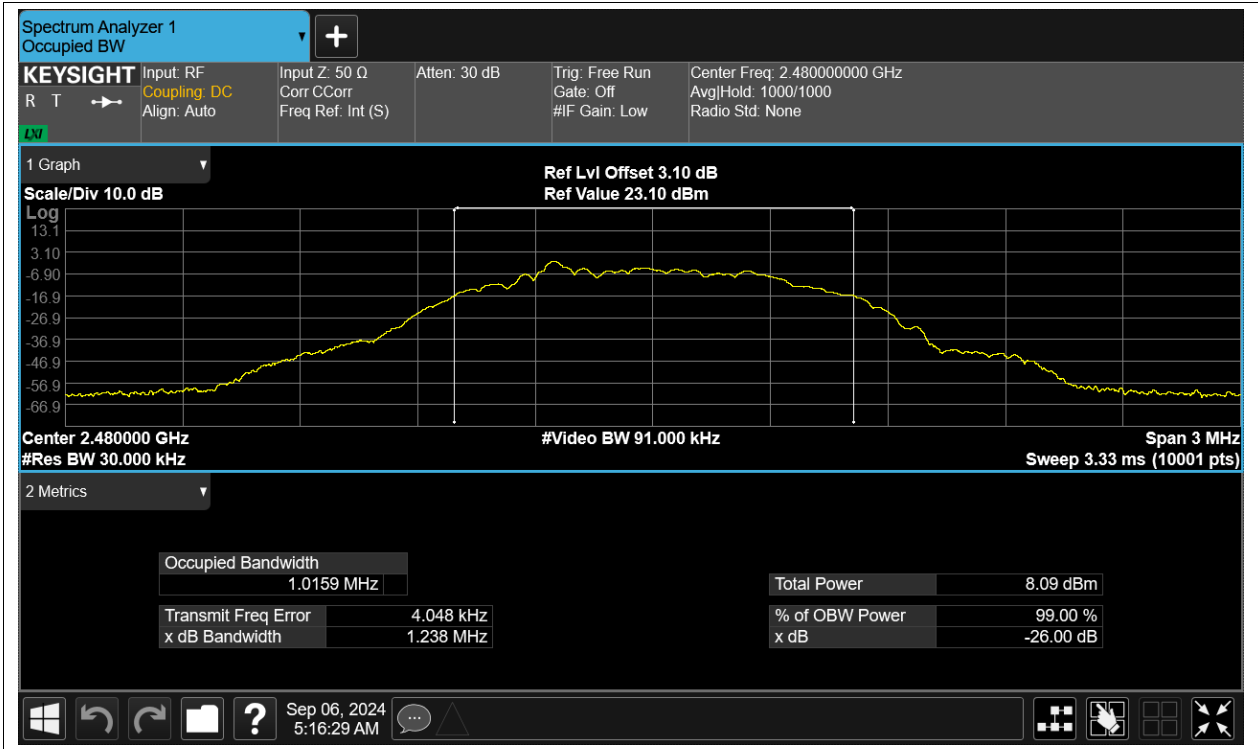 Spectrum Analyzer 1
Occupied BW
KEYSIGHT
R T
LXI
Input: RF
Coupling: DC
Align: Auto
Input Z: 50 Ω
Corr CCorr
Freq Ref: Int (S)
Atten: 30 dB
Trig: Free Run
Gate: Off
#IF Gain: Low
Center Freq: 2.480000000 GHz
Avg|Hold: 1000/1000
Radio Std: None
1 Graph
Scale/Div 10.0 dB
Ref Lvl Offset 3.10 dB
Ref Value 23.10 dBm
Log
13.1
3.10
-6.90
-16.9
-26.9
-36.9
-46.9
-56.9
-66.9
Center 2.480000 GHz
#Video BW 91.000 kHz
Span 3 MHz
#Res BW 30.000 kHz
Sweep 3.33 ms (10001 pts)
2 Metrics
Occupied Bandwidth
1.0159 MHz
Total Power 8.09 dBm
Transmit Freq Error 4.048 kHz
% of OBW Power 99.00 %
x dB Bandwidth 1.238 MHz
x dB -26.00 dB
?
Sep 06, 2024
5:16:29 AM